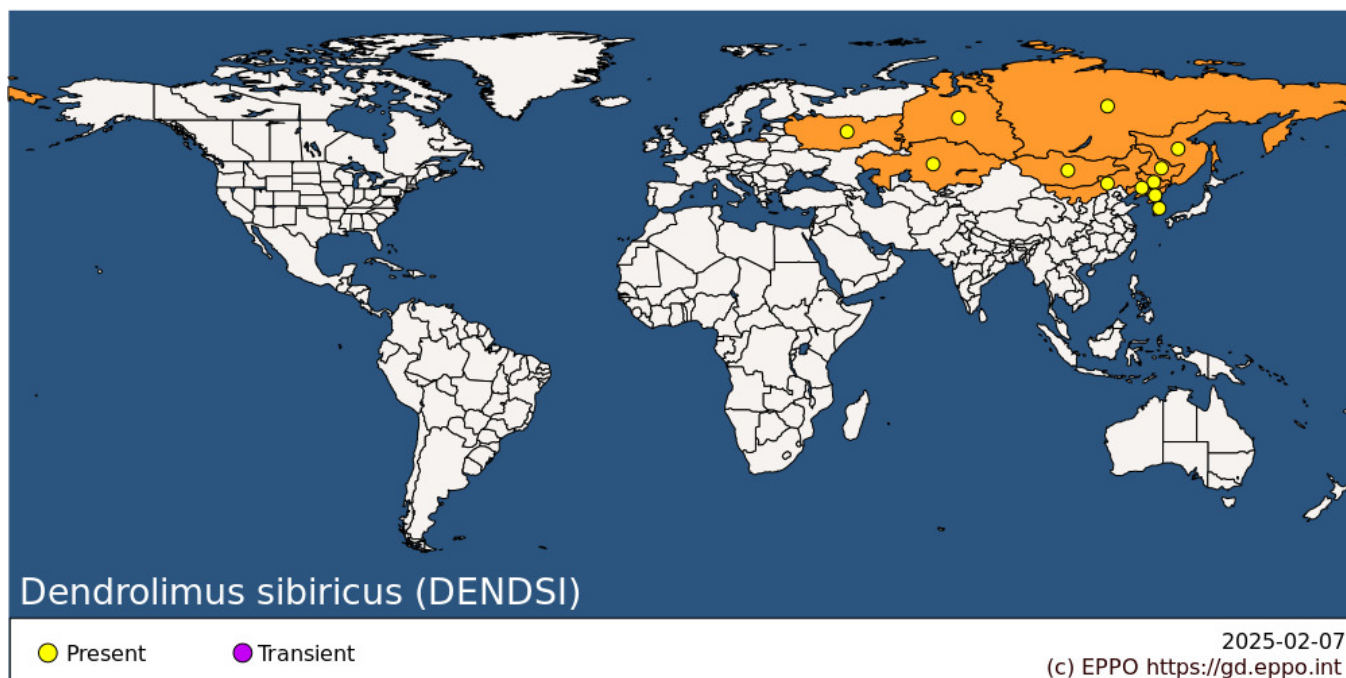 Dendrolimus sibiricus (DENDSI)
Present
Transient
2025-02-07
(c) EPPO https://gd.eppo.int